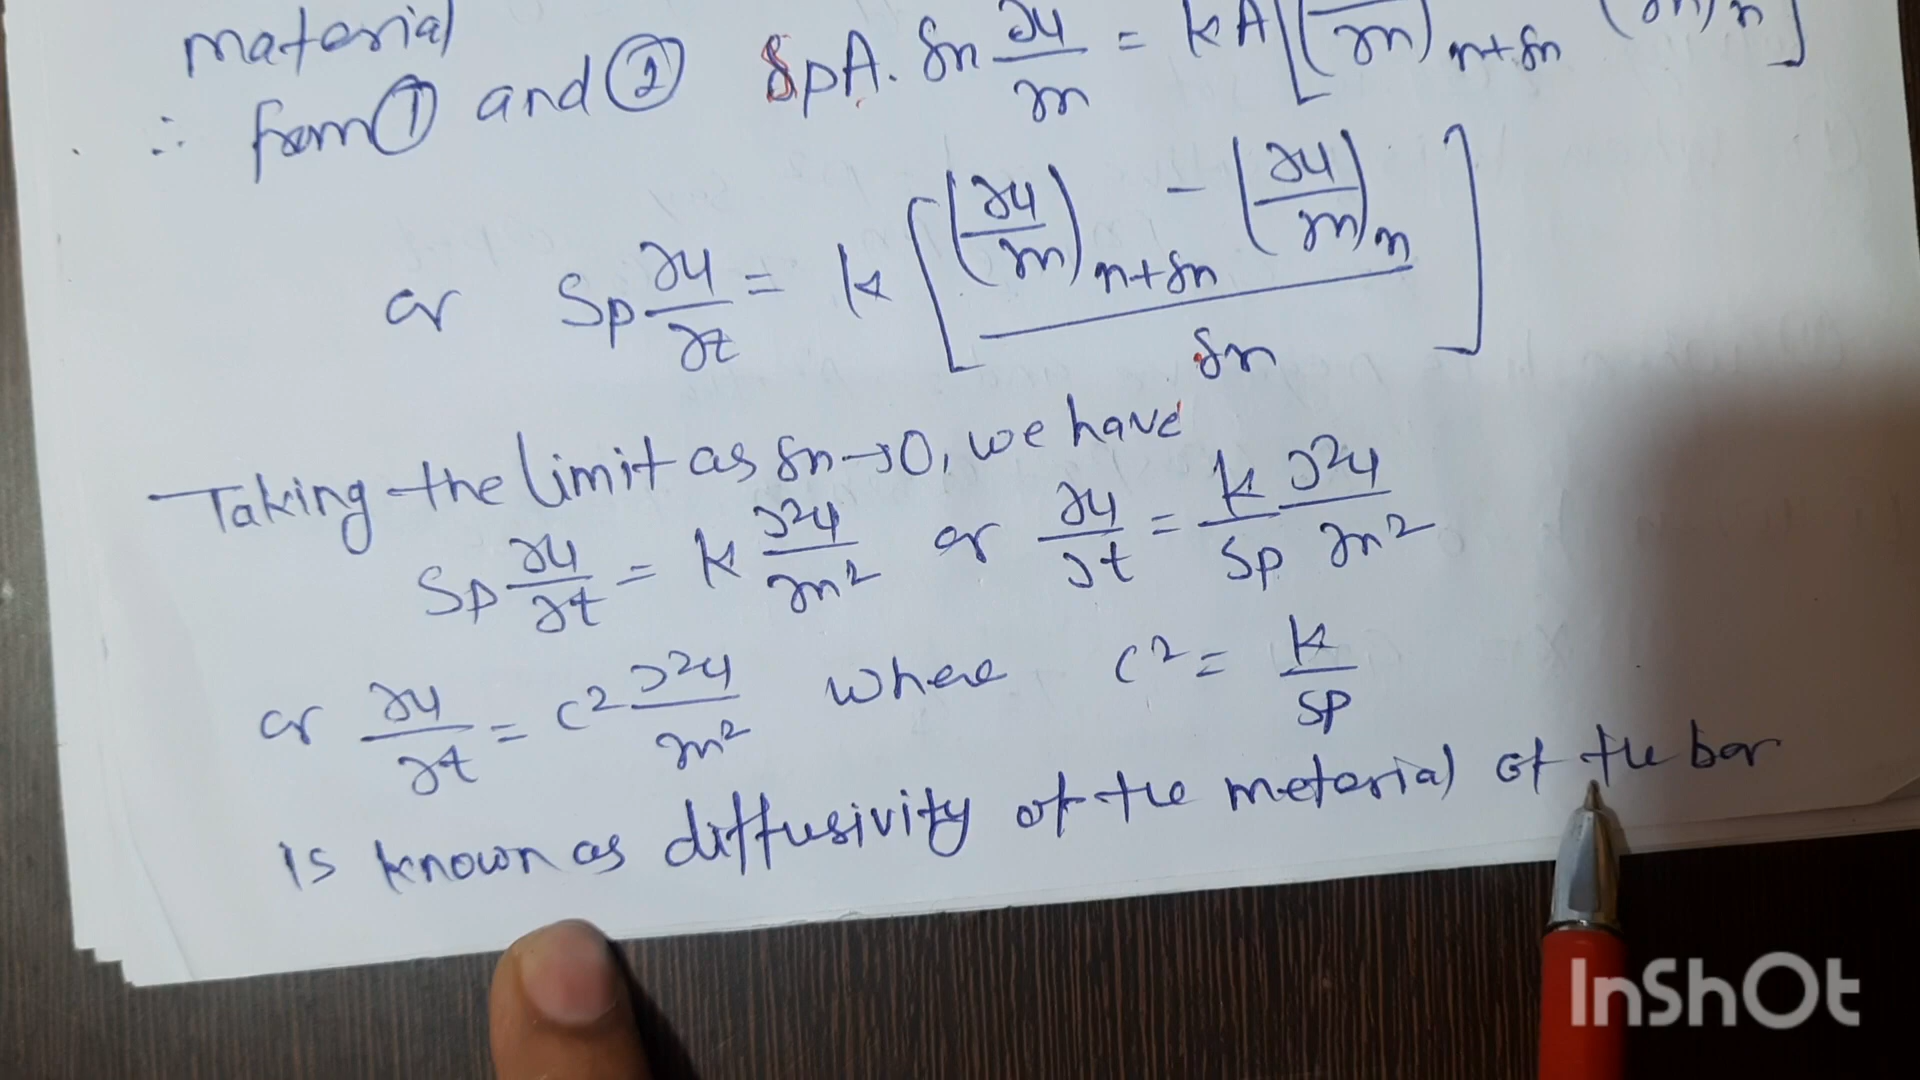 material
∴ from ① and ② SρA. δx ∂u/∂x = kA[(∂x)x+δx (∂x)x]
or Sρ ∂u/∂t = k[((∂u/∂x)x+δx − (∂u/∂x)x)/δx]
Taking the limit as δx→0, we have
Sρ ∂u/∂t = k ∂²u/∂x² or ∂u/∂t = k/Sρ ∂²u/∂x²
or ∂u/∂t = c² ∂²u/∂x² where c² = k/Sρ
is known as diffusivity of the material of the bar
InShOt